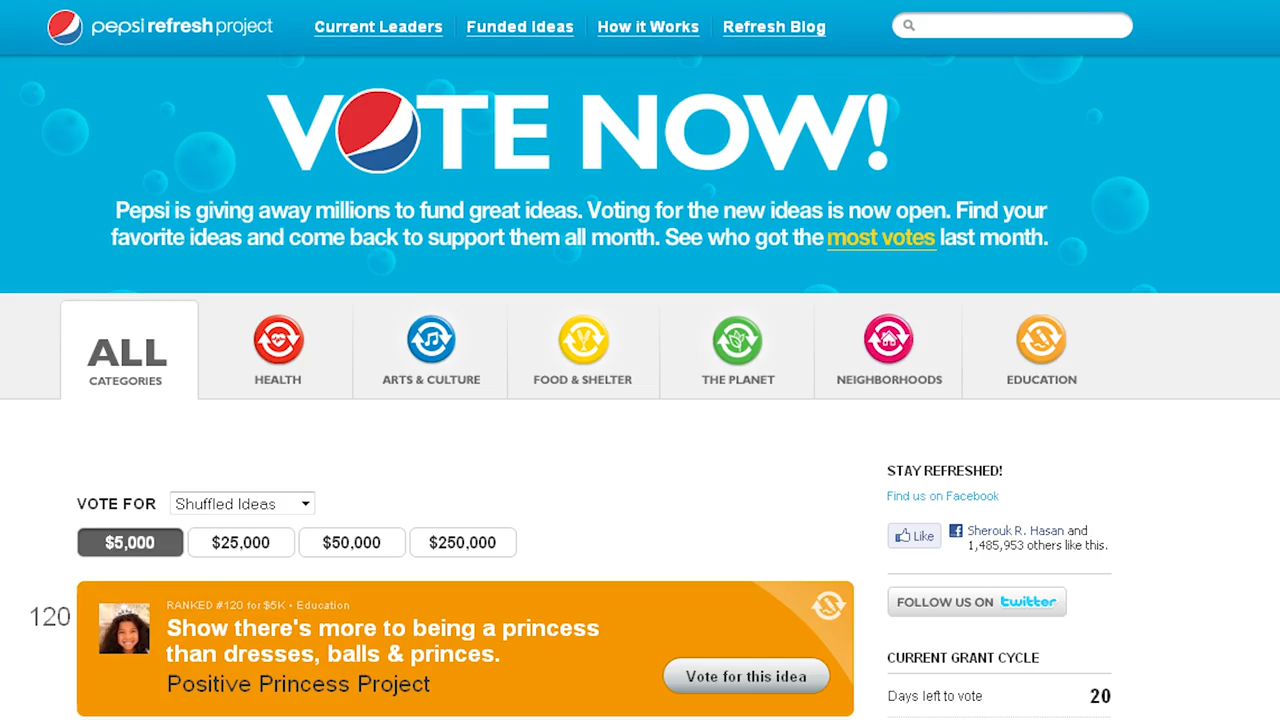 pepsi refresh project
Current Leaders
Funded Ideas
How it Works
Refresh Blog
VOTE NOW!
Pepsi is giving away millions to fund great ideas. Voting for the new ideas is now open. Find your
favorite ideas and come back to support them all month. See who got the most votes last month.
ALL
CATEGORIES
HEALTH
ARTS & CULTURE
FOOD & SHELTER
THE PLANET
NEIGHBORHOODS
EDUCATION
VOTE FOR
Shuffled Ideas
$5,000
$25,000
$50,000
$250,000
120
RANKED #120 for $5K • Education
Show there's more to being a princess
than dresses, balls & princes.
Positive Princess Project
Vote for this idea
STAY REFRESHED!
Find us on Facebook
Like
Sherouk R. Hasan and
1,485,953 others like this.
FOLLOW US ON twitter
CURRENT GRANT CYCLE
Days left to vote
20